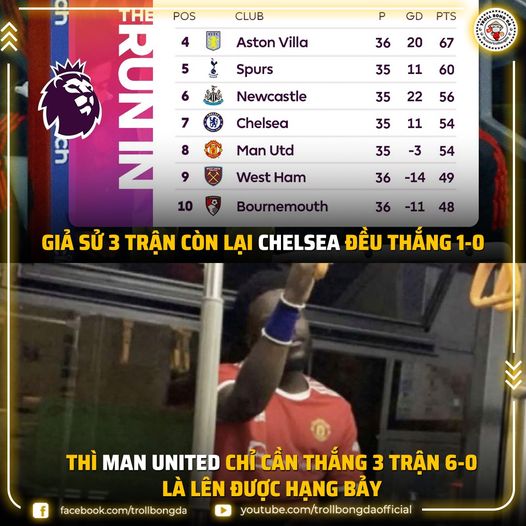 THE
RUN IN
POS CLUB P GD PTS
4 Aston Villa 36 20 67
5 Spurs 35 11 60
6 Newcastle 35 22 56
7 Chelsea 35 11 54
8 Man Utd 35 -3 54
9 West Ham 36 -14 49
10 Bournemouth 36 -11 48
GIẢ SỬ 3 TRẬN CÒN LẠI CHELSEA ĐỀU THẮNG 1-0
THÌ MAN UNITED CHỈ CẦN THẮNG 3 TRẬN 6-0
LÀ LÊN ĐƯỢC HẠNG BẢY
facebook.com/trollbongda
youtube.com/trollbongdaofficial
TROLL BÓNG ĐÁ